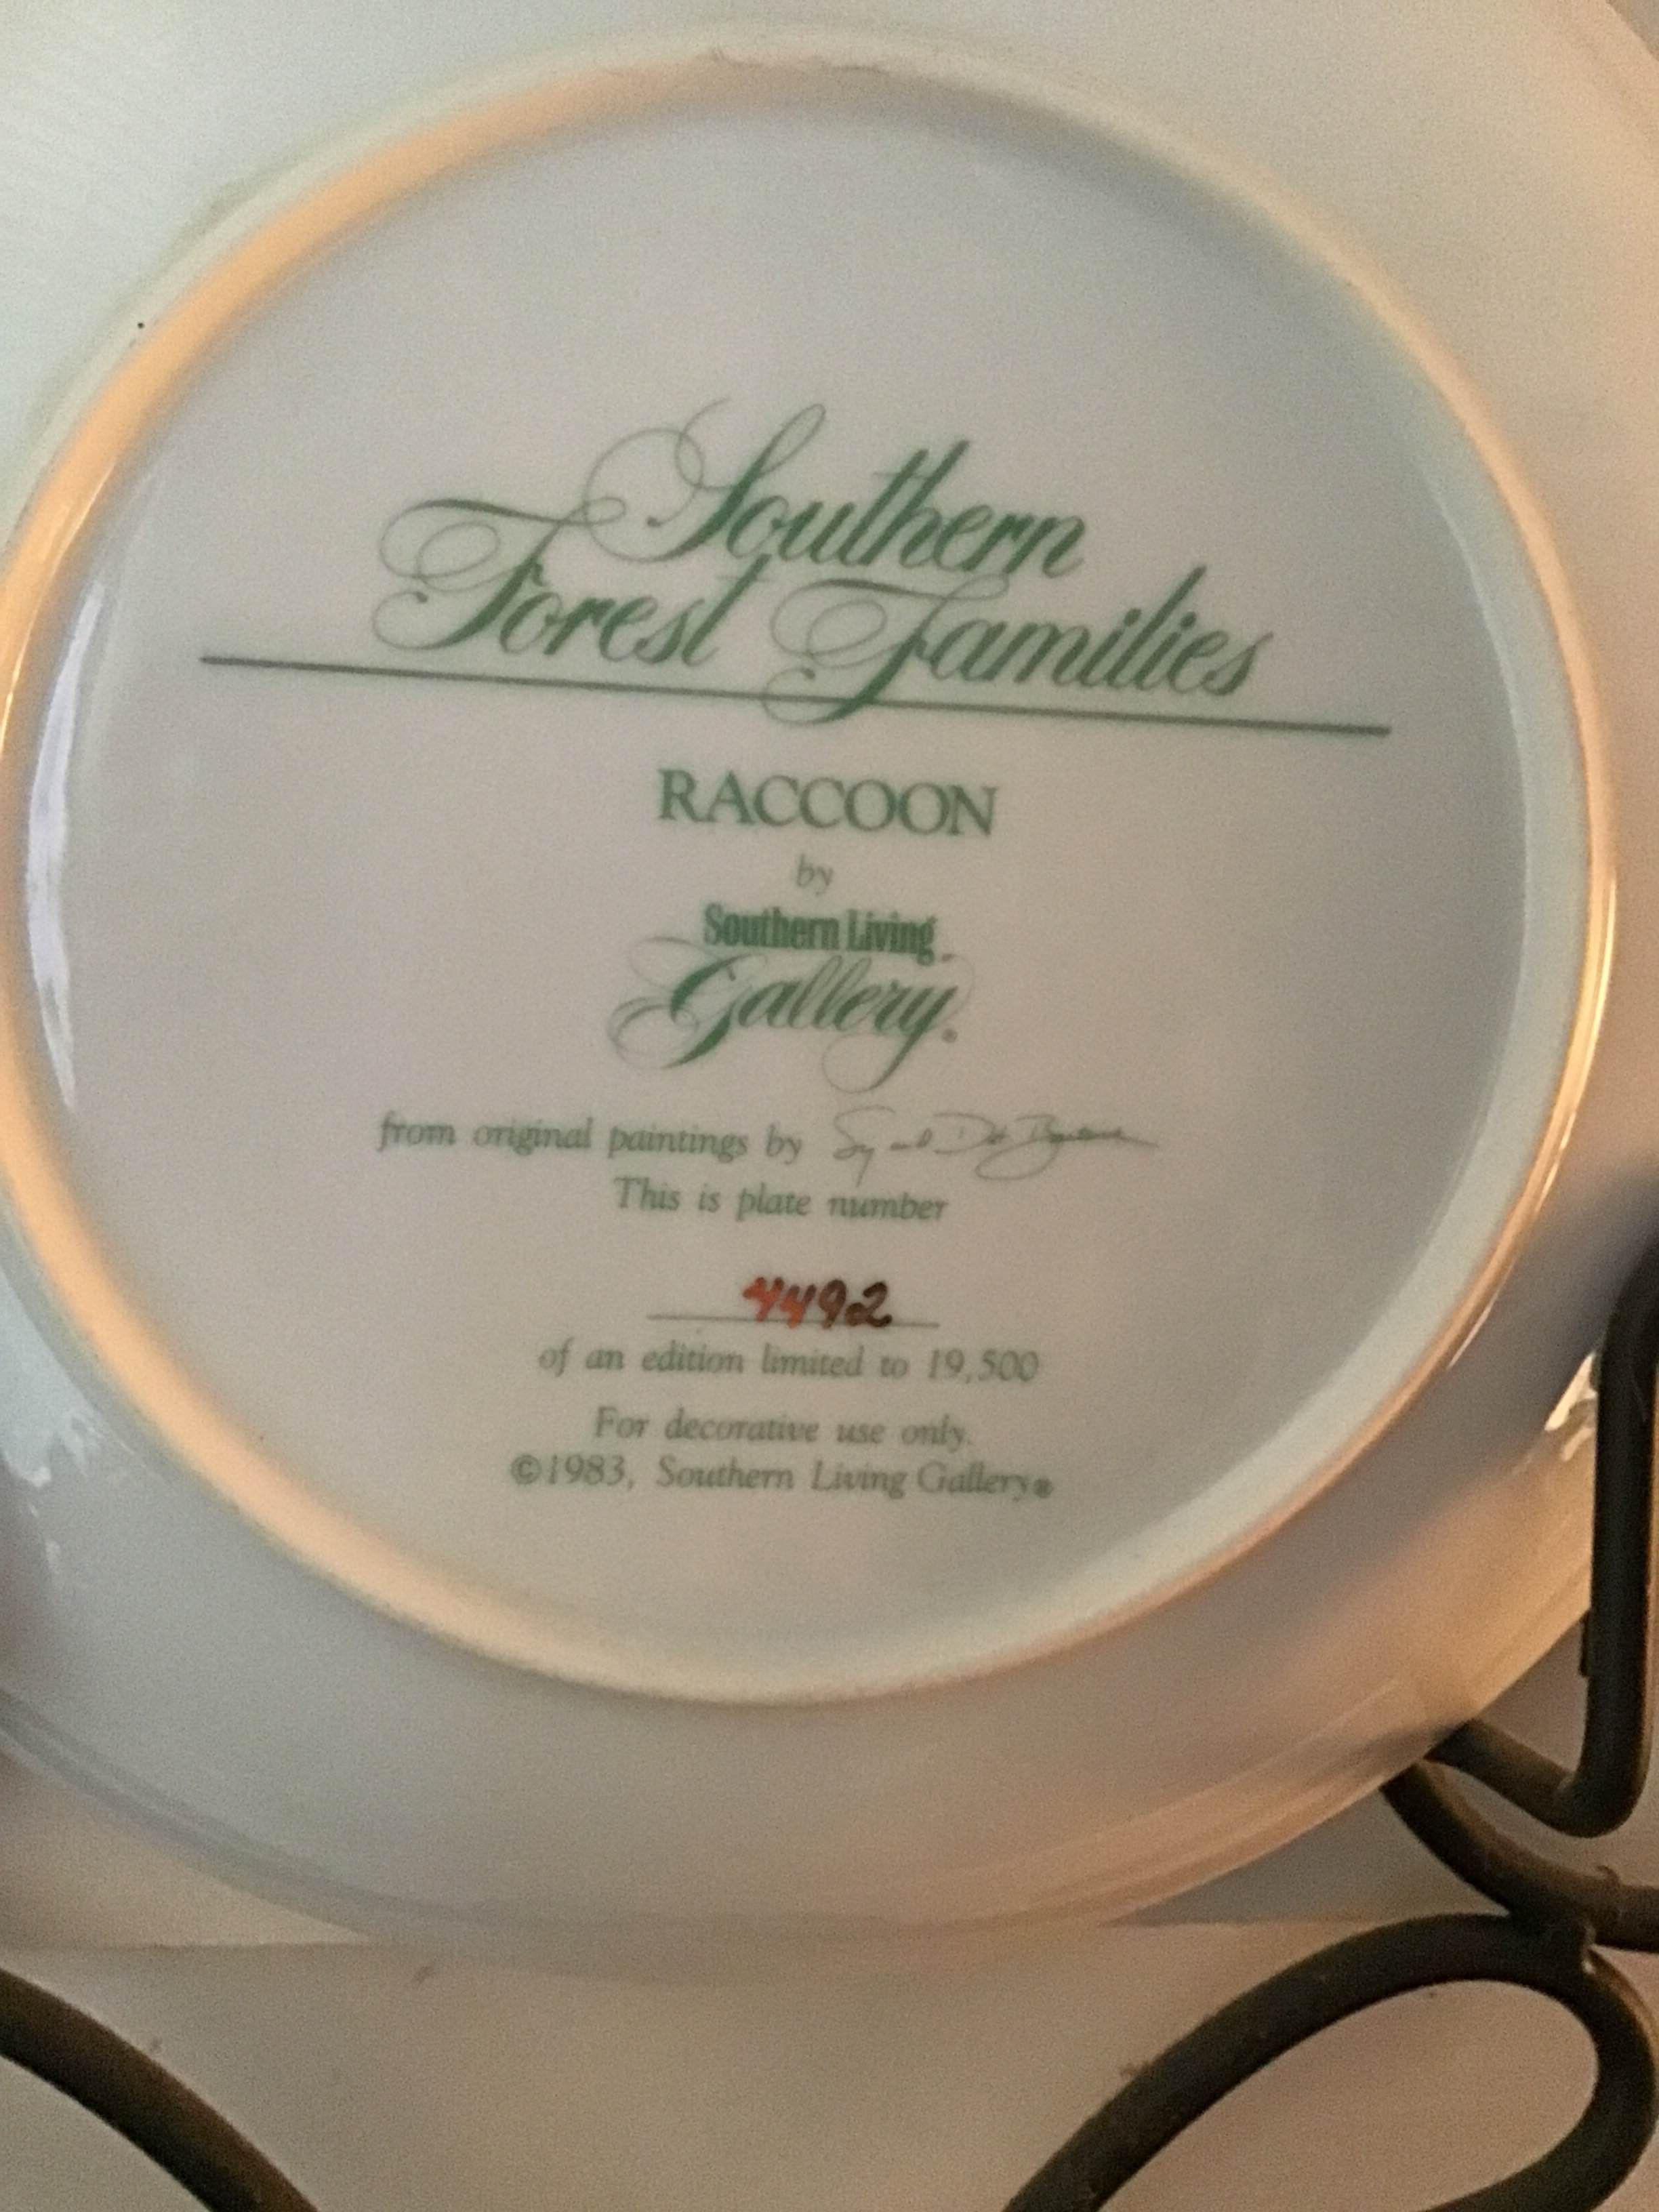 Southern
Forest Families
RACCOON
by
Southern Living
Gallery®
from original paintings by
This is plate number
4492
of an edition limited to 19,500
For decorative use only.
©1983, Southern Living Gallery®